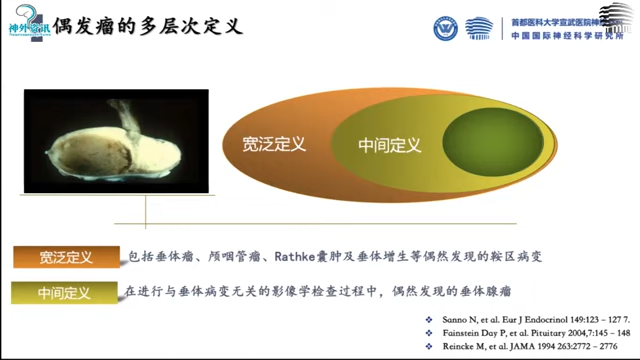 神外资讯
偶发瘤的多层次定义
首都医科大学宣武医院神经
中国国际神经科学研究所
宽泛定义
中间定义
宽泛定义
包括垂体瘤、颅咽管瘤、Rathke囊肿及垂体增生等偶然发现的鞍区病变
中间定义
在进行与垂体病变无关的影像学检查过程中，偶然发现的垂体腺瘤
Sanno N, et al. Eur J Endocrinol 149:123 – 127 7.
Fainstein Day P, et al. Pituitary 2004,7:145 – 148
Reincke M, et al. JAMA 1994 263:2772 – 2776